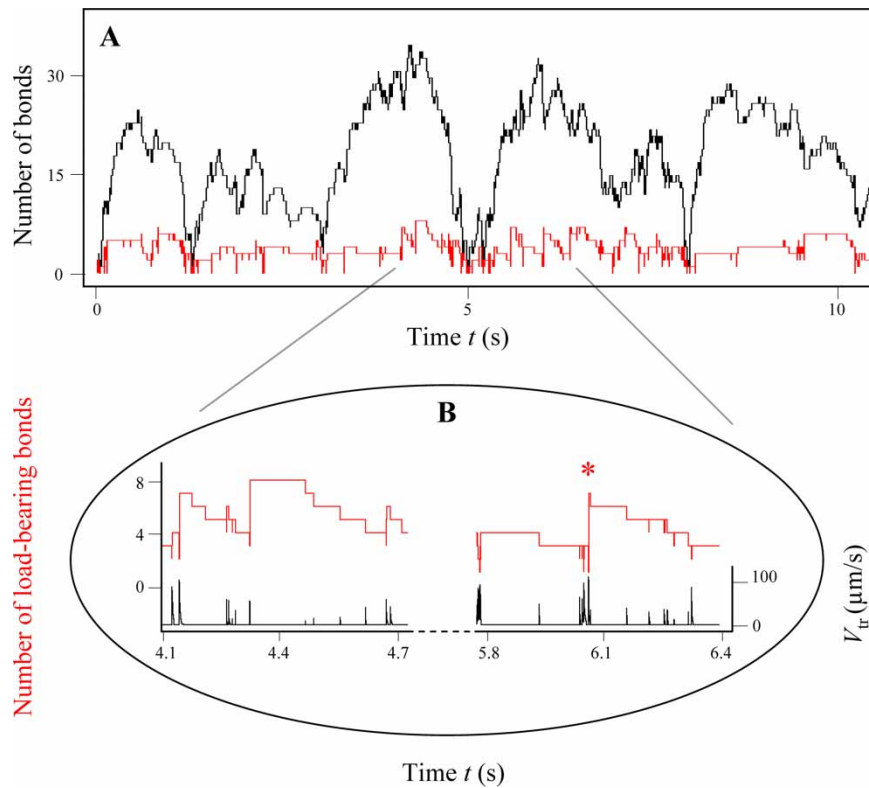 A
Number of bonds
30
15
0
0
5
10
Time t (s)
B
Number of load-bearing bonds
8
4
0
*
100
0
Vtr (μm/s)
4.1
4.4
4.7
5.8
6.1
6.4
Time t (s)